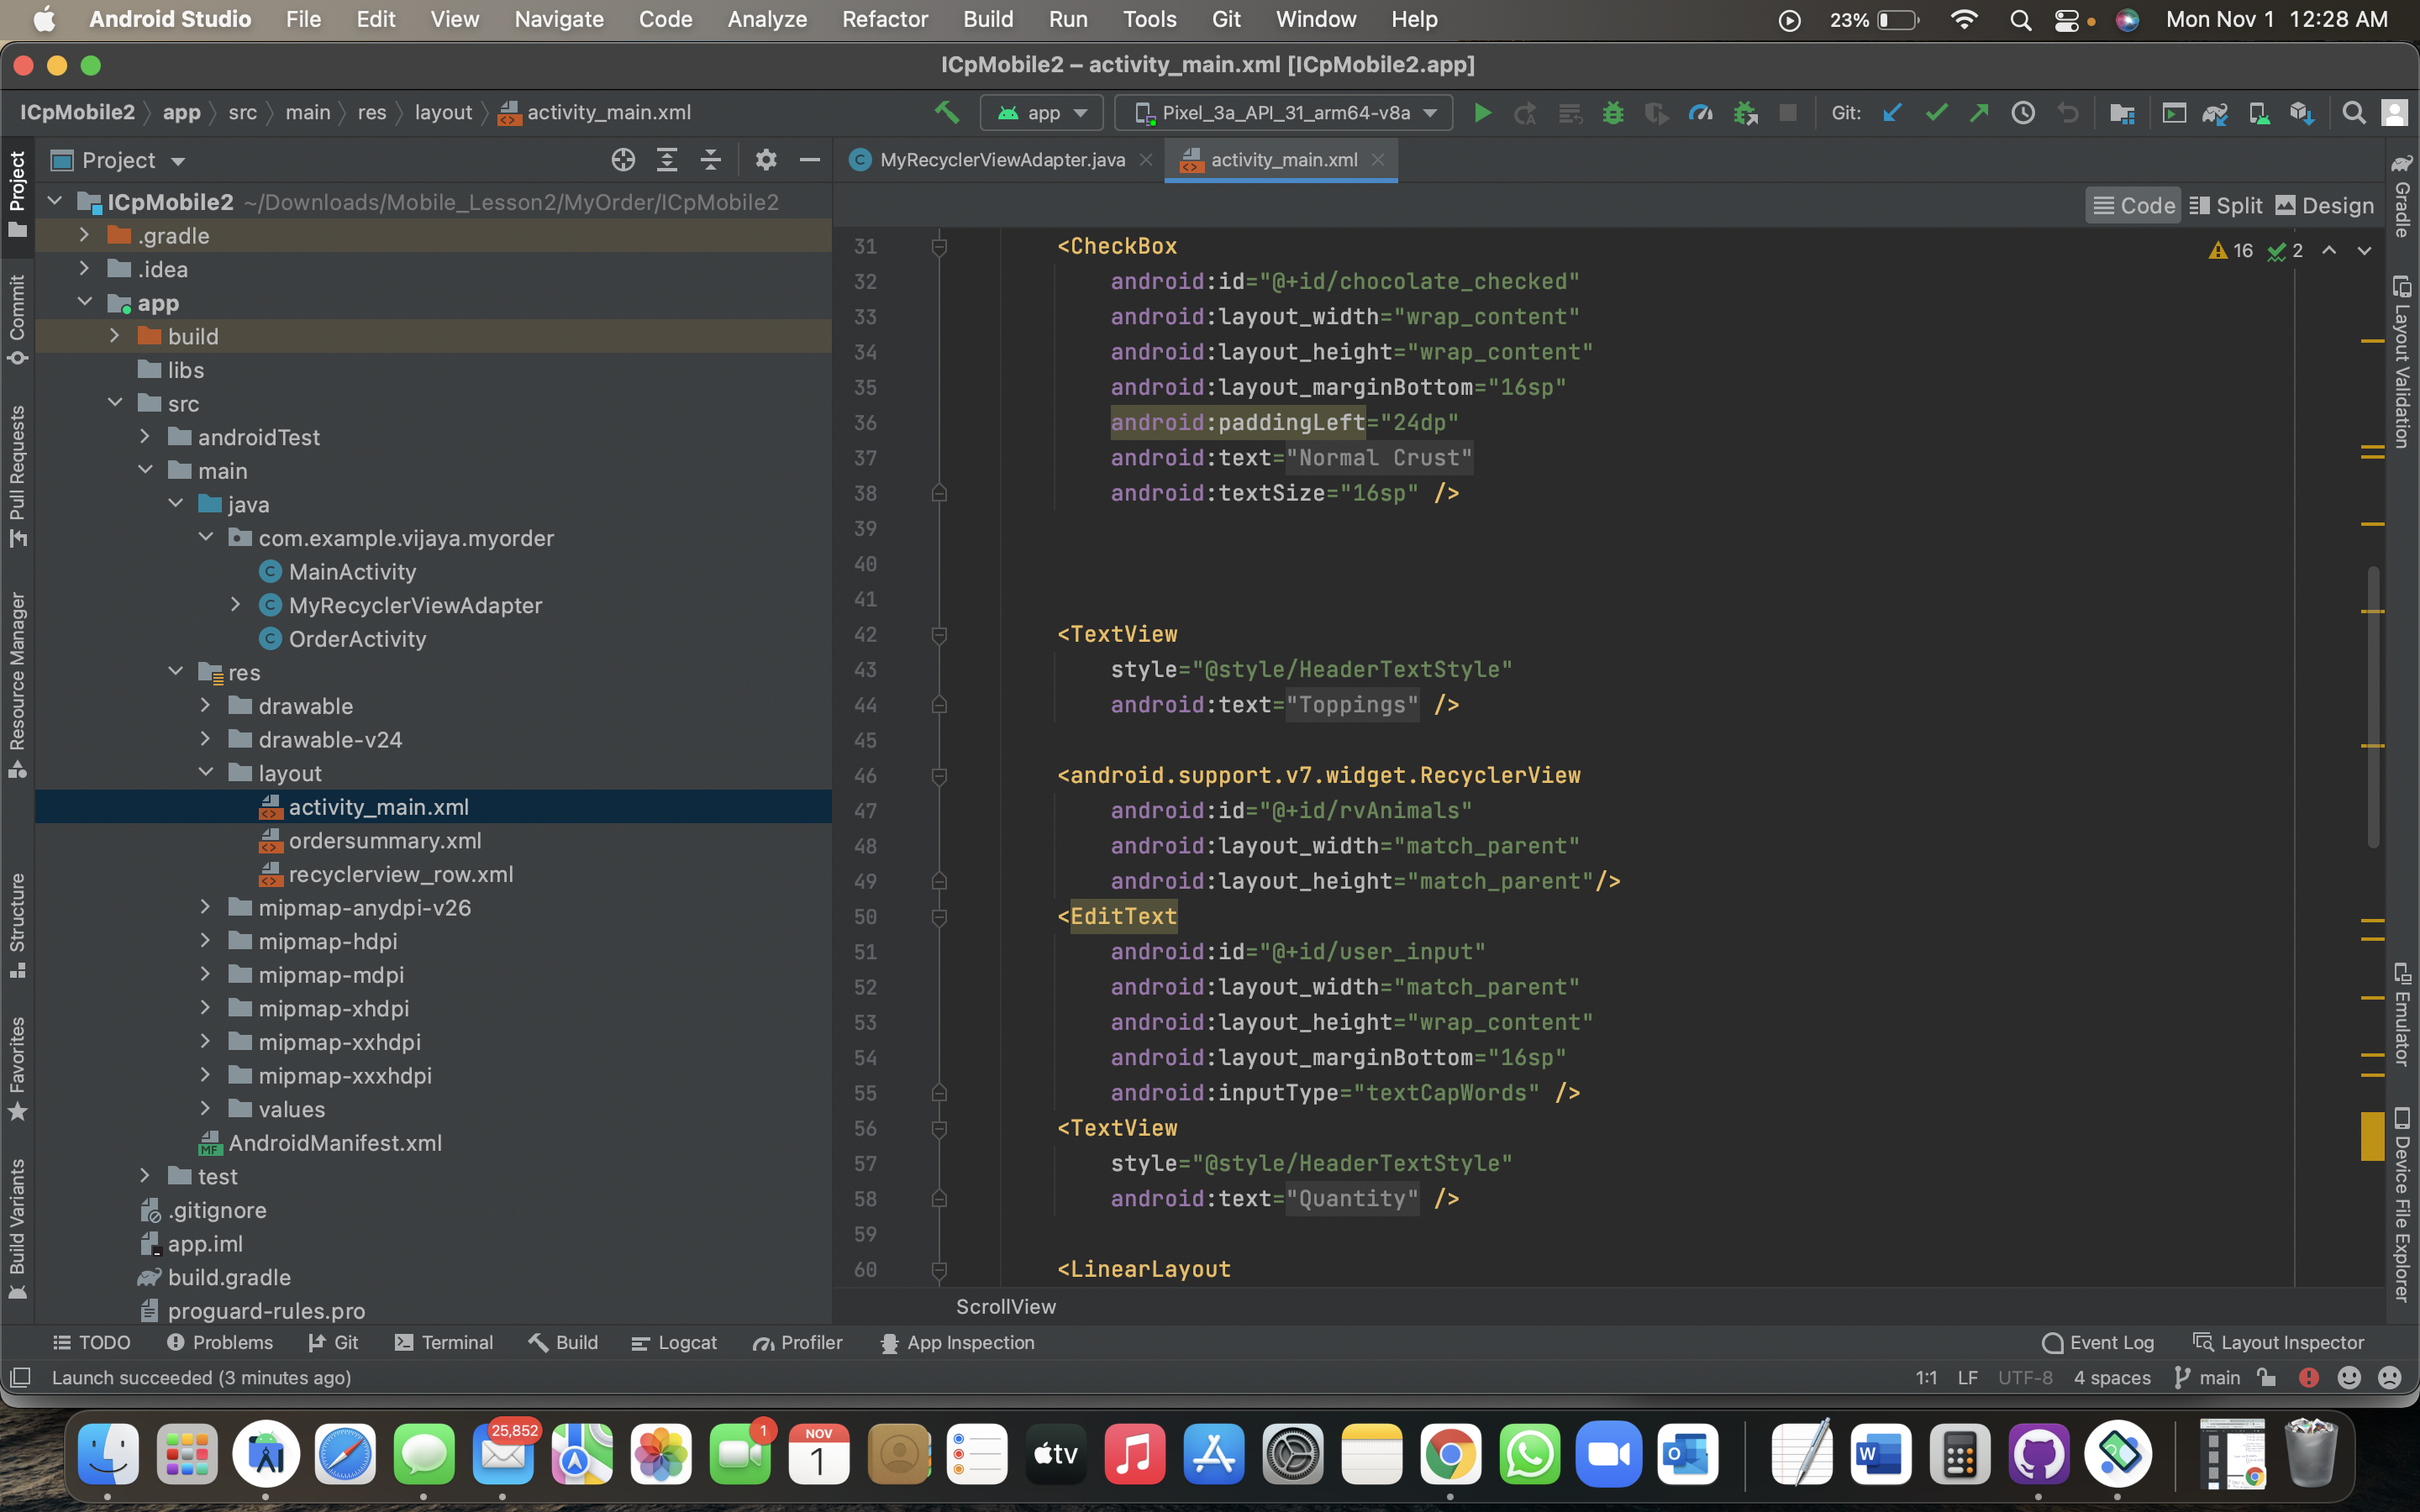 Android Studio File Edit View Navigate Code Analyze Refactor Build Run Tools Git Window Help 23% Mon Nov 1 12:28 AM
ICpMobile2 – activity_main.xml [ICpMobile2.app]
ICpMobile2 app src main res layout activity_main.xml app Pixel_3a_API_31_arm64-v8a Git:
Project MyRecyclerViewAdapter.java activity_main.xml
Code Split Design
16 2
Project
Commit
Pull Requests
Resource Manager
Structure
Favorites
Build Variants
ICpMobile2 ~/Downloads/Mobile_Lesson2/MyOrder/ICpMobile2
.gradle
.idea
app
build
libs
src
androidTest
main
java
com.example.vijaya.myorder
MainActivity
MyRecyclerViewAdapter
OrderActivity
res
drawable
drawable-v24
layout
activity_main.xml
ordersummary.xml
recyclerview_row.xml
mipmap-anydpi-v26
mipmap-hdpi
mipmap-mdpi
mipmap-xhdpi
mipmap-xxhdpi
mipmap-xxxhdpi
values
AndroidManifest.xml
test
.gitignore
app.iml
build.gradle
proguard-rules.pro
31 <CheckBox
32 android:id="@+id/chocolate_checked"
33 android:layout_width="wrap_content"
34 android:layout_height="wrap_content"
35 android:layout_marginBottom="16sp"
36 android:paddingLeft="24dp"
37 android:text="Normal Crust"
38 android:textSize="16sp" />
39
40
41
42 <TextView
43 style="@style/HeaderTextStyle"
44 android:text="Toppings" />
45
46 <android.support.v7.widget.RecyclerView
47 android:id="@+id/rvAnimals"
48 android:layout_width="match_parent"
49 android:layout_height="match_parent"/>
50 <EditText
51 android:id="@+id/user_input"
52 android:layout_width="match_parent"
53 android:layout_height="wrap_content"
54 android:layout_marginBottom="16sp"
55 android:inputType="textCapWords" />
56 <TextView
57 style="@style/HeaderTextStyle"
58 android:text="Quantity" />
59
60 <LinearLayout
ScrollView
Gradle
Layout Validation
Emulator
Device File Explorer
TODO Problems Git Terminal Build Logcat Profiler App Inspection Event Log Layout Inspector
Launch succeeded (3 minutes ago) 1:1 LF UTF-8 4 spaces main
25,852
1
NOV
1
tv
W